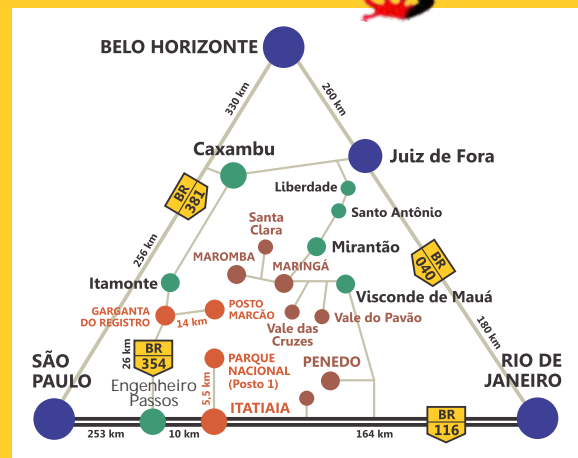 BELO HORIZONTE
330 km
260 km
Caxambu
Juiz de Fora
Liberdade
BR
381
Santo Antônio
Santa
Clara
256 km
Mirantão
MAROMBA
MARINGÁ
BR
040
Itamonte
Visconde de Mauá
GARGANTA
DO REGISTRO
14 km
POSTO
MARCÃO
Vale das
Cruzes
Vale do Pavão
180 km
26 km
BR
354
SÃO
PAULO
PARQUE
NACIONAL
(Posto 1)
PENEDO
RIO DE
JANEIRO
Engenheiro
Passos
5,5 km
ITATIAIA
BR
116
253 km
10 km
164 km